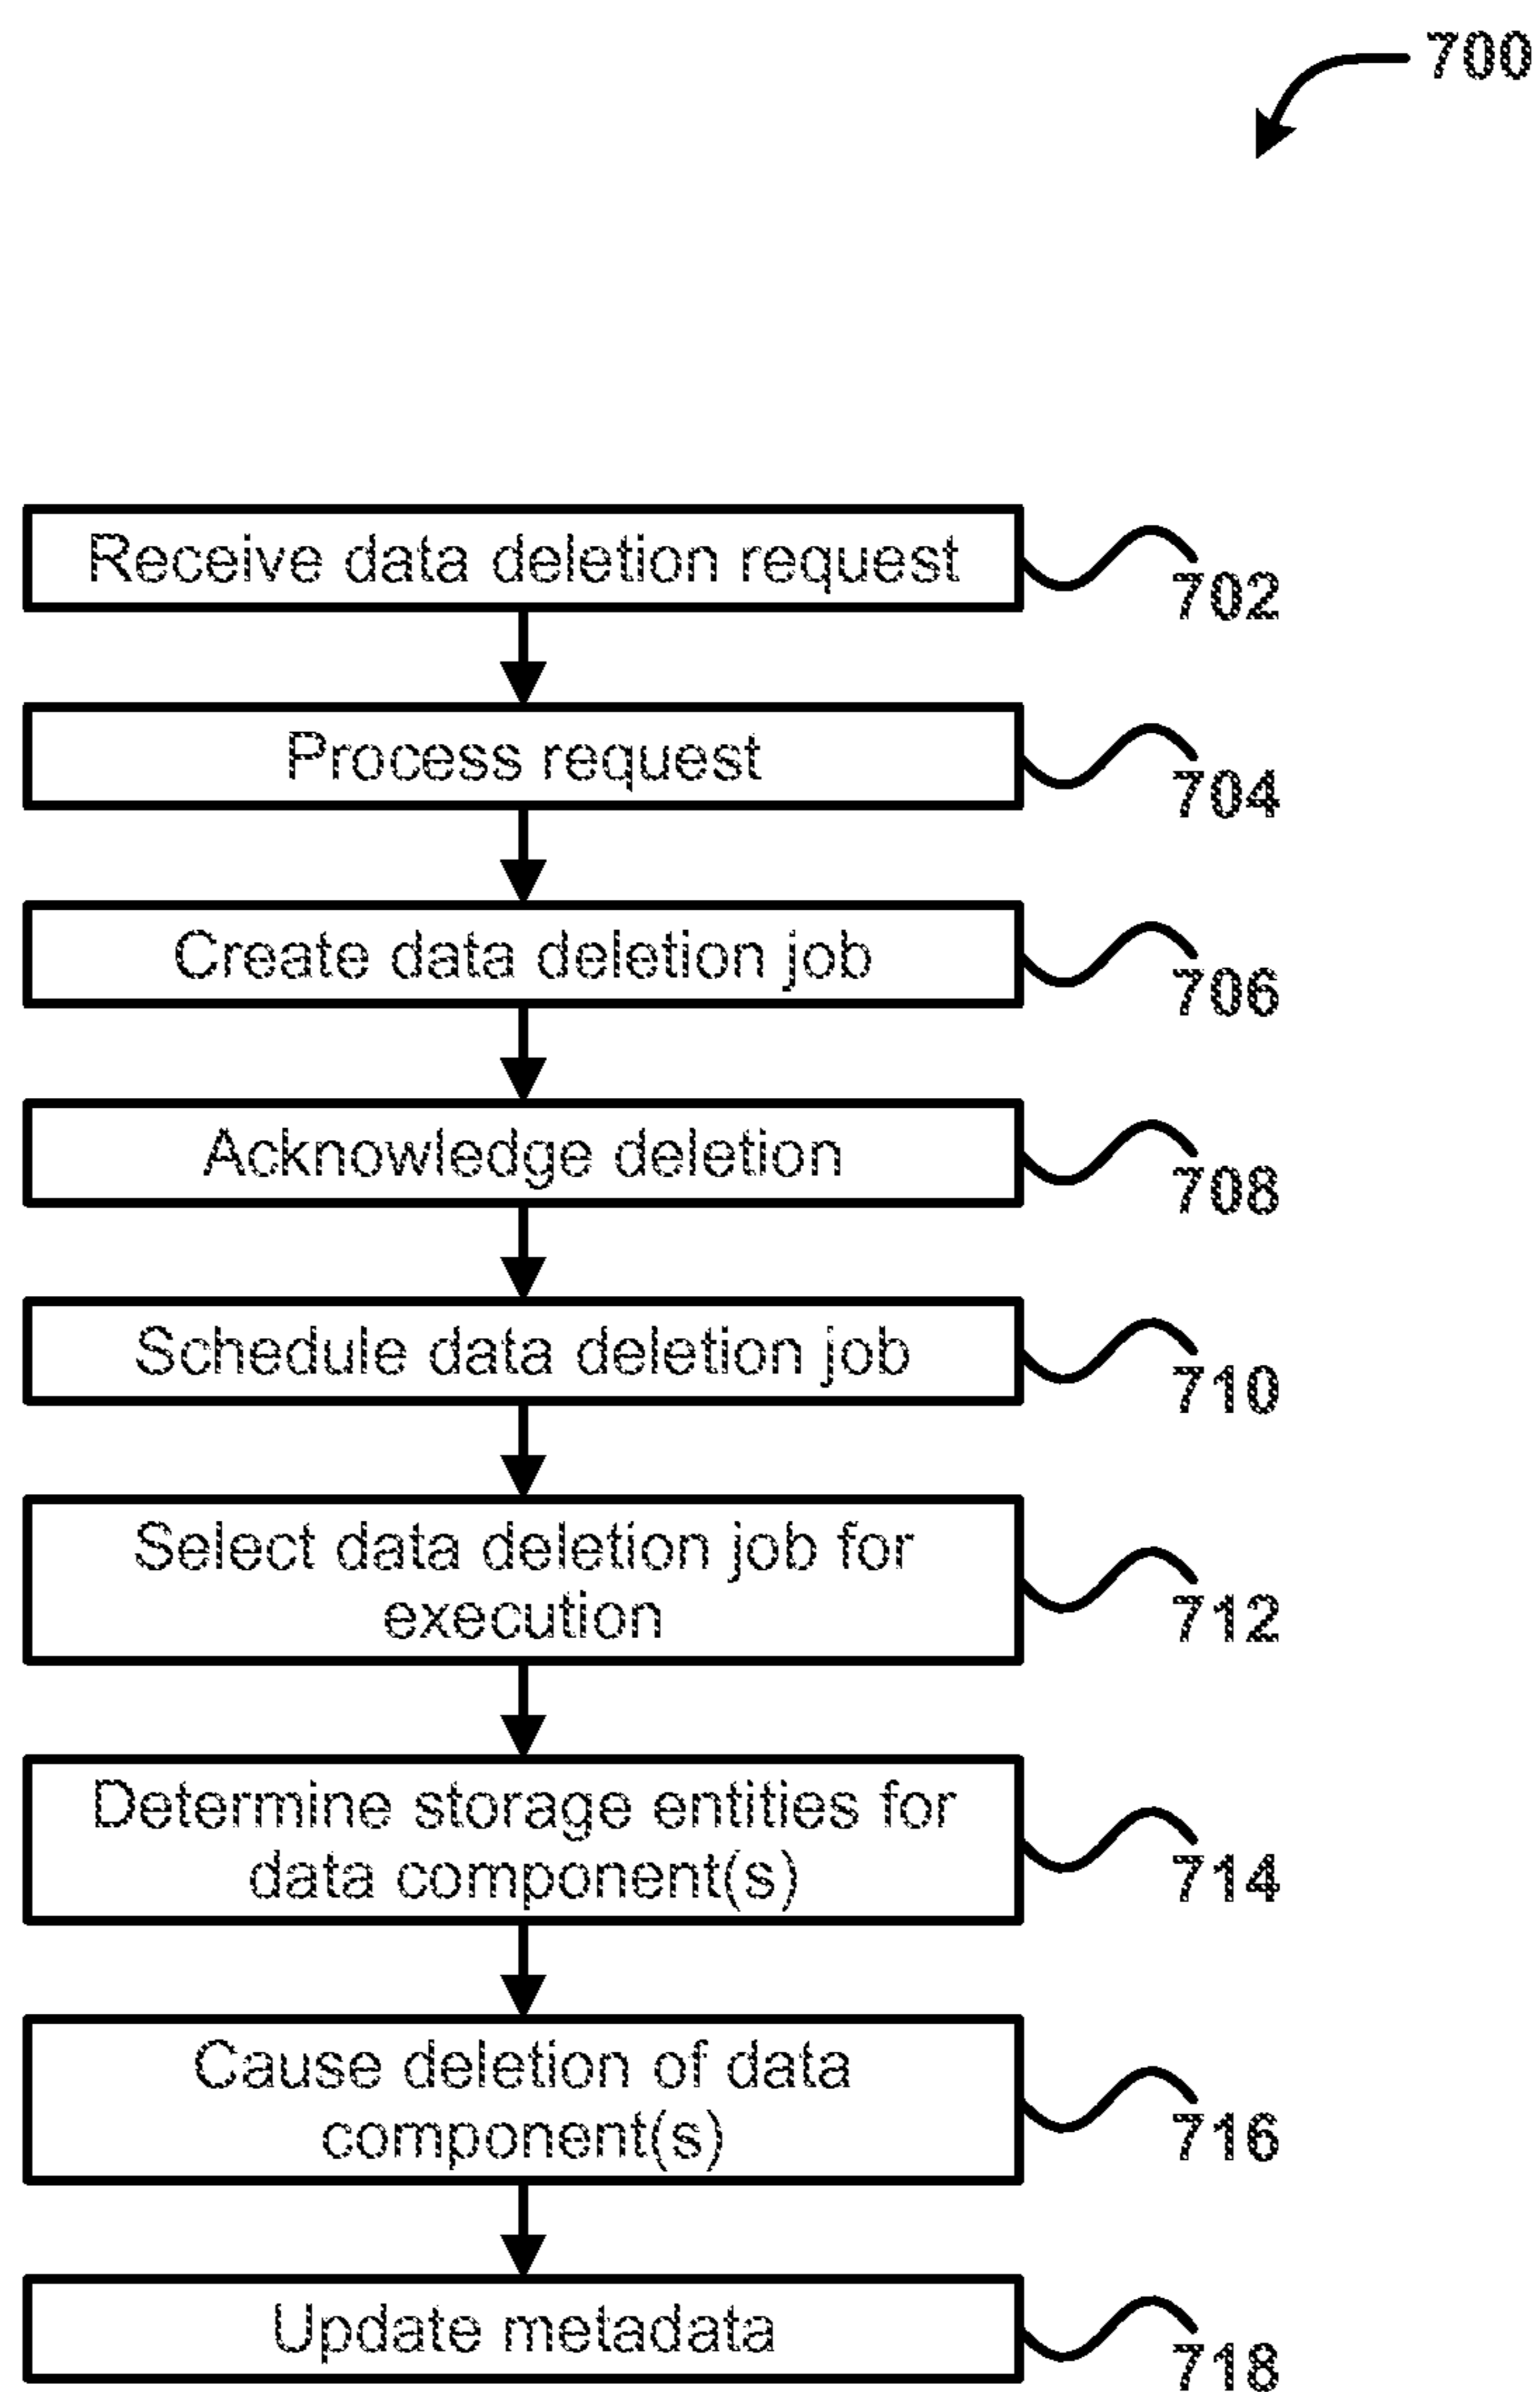 700
Receive data deletion request
702
Process request
704
Create data deletion job
706
Acknowledge deletion
708
Schedule data deletion job
710
Select data deletion job for
execution
712
Determine storage entities for
data component(s)
714
Cause deletion of data
component(s)
716
Update metadata
718